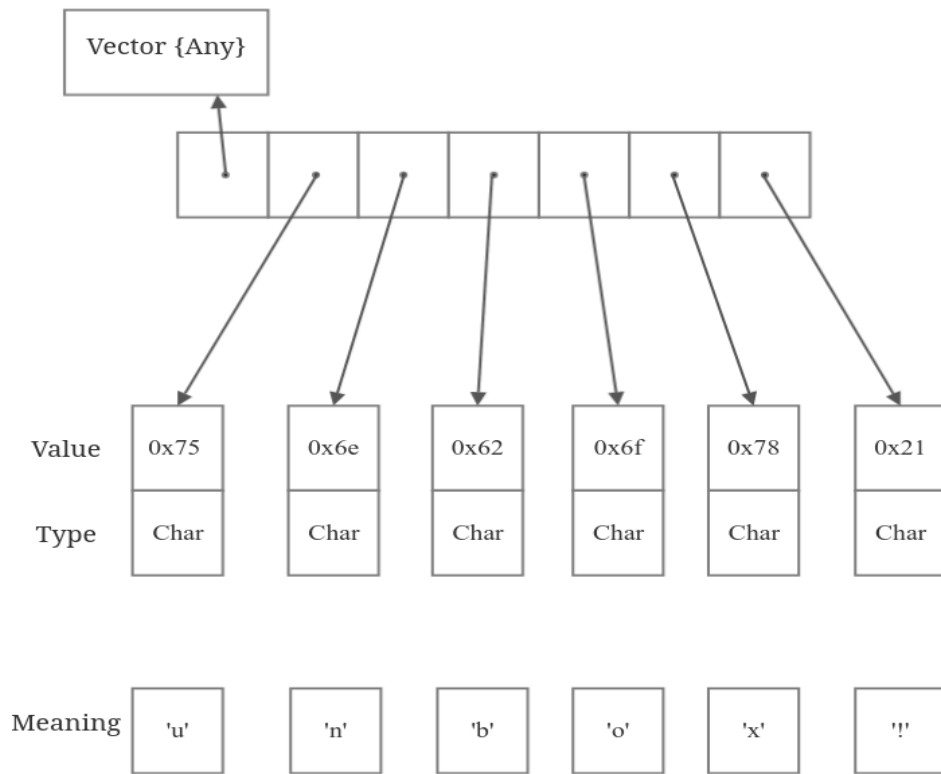 Vector {Any}
Value 0x75 0x6e 0x62 0x6f 0x78 0x21
Type Char Char Char Char Char Char
Meaning 'u' 'n' 'b' 'o' 'x' '!'